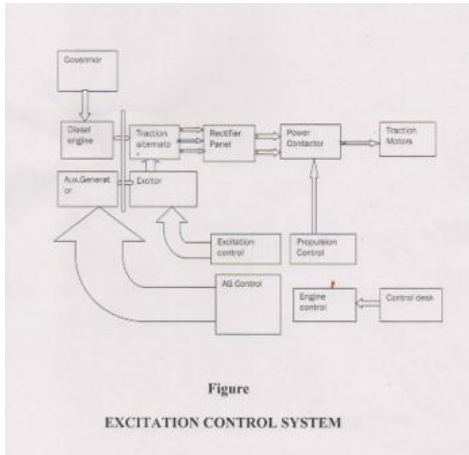 Governor
Diesel
engine
Traction
alternato
r
Rectifier
Panel
Power
Contactor
Traction
Motors
Aux.Generat
or
Excitor
Excitation
control
Propulsion
Control
AG Control
Engine
control
Control desk
Figure
EXCITATION CONTROL SYSTEM